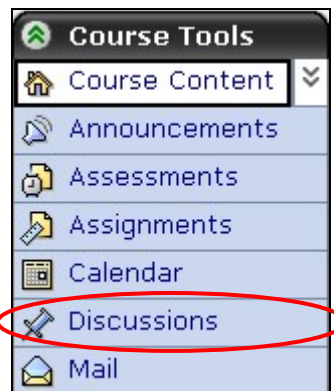 Course Tools
Course Content
Announcements
Assessments
Assignments
Calendar
Discussions
Mail